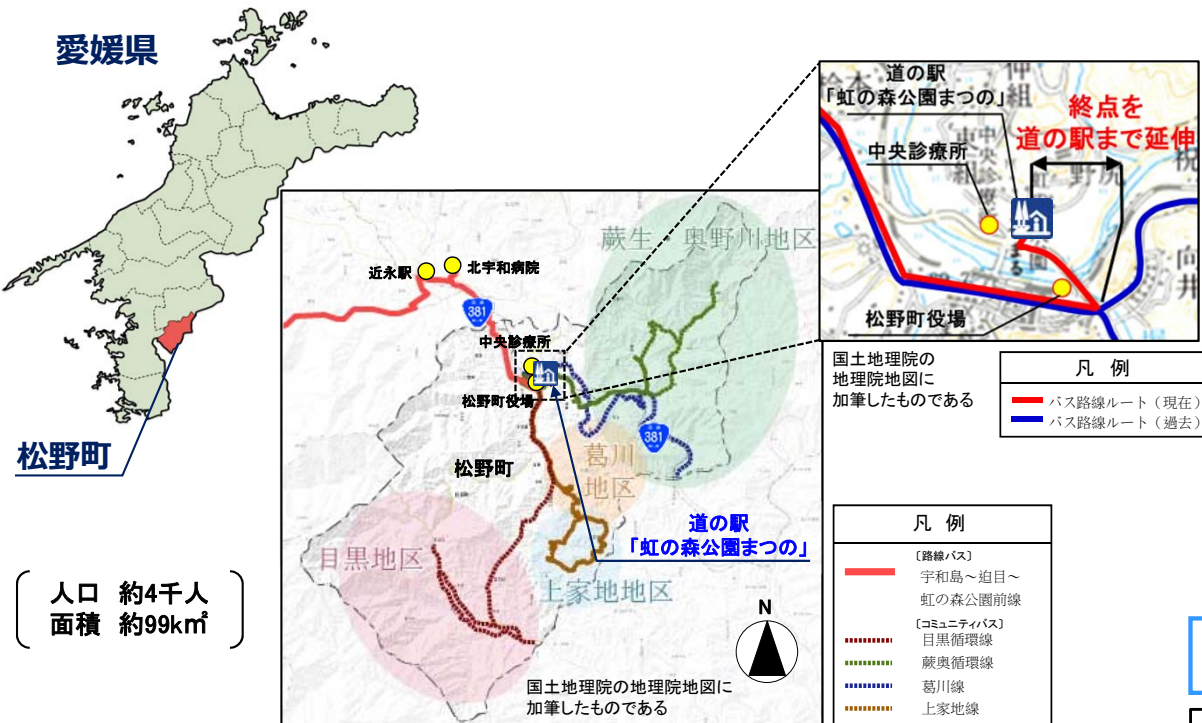 愛媛県
松野町
人口 約4千人
面積 約99km²
近永駅
北宇和病院
381
中央診療所
松野町役場
松野町
蕨生・奥野川地区
381
葛川
地区
目黒地区
上家地地区
道の駅
「虹の森公園まつの」
N
国土地理院の地理院地図に
加筆したものである
道の駅
「虹の森公園まつの」
終点を
道の駅まで延伸
中央診療所
松野町役場
国土地理院の
地理院地図に
加筆したものである
凡 例
バス路線ルート（現在）
バス路線ルート（過去）
凡 例
〔路線バス〕
宇和島～迫目～
虹の森公園前線
〔コミュニティバス〕
目黒循環線
蕨奥循環線
葛川線
上家地線